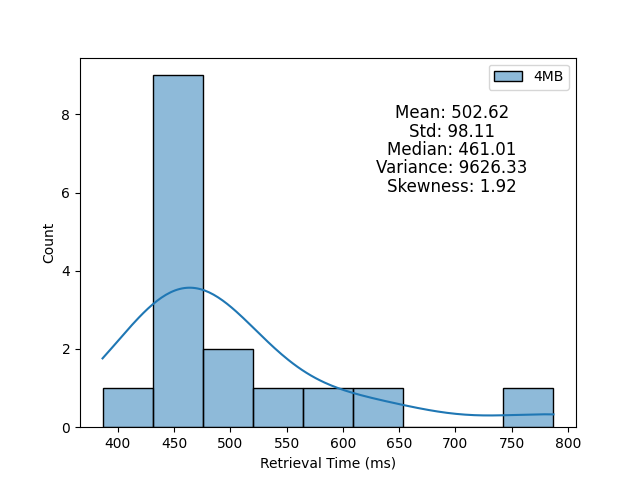 4MB
Mean: 502.62
Std: 98.11
Median: 461.01
Variance: 9626.33
Skewness: 1.92
Count
8
6
4
2
0
400 450 500 550 600 650 700 750 800
Retrieval Time (ms)